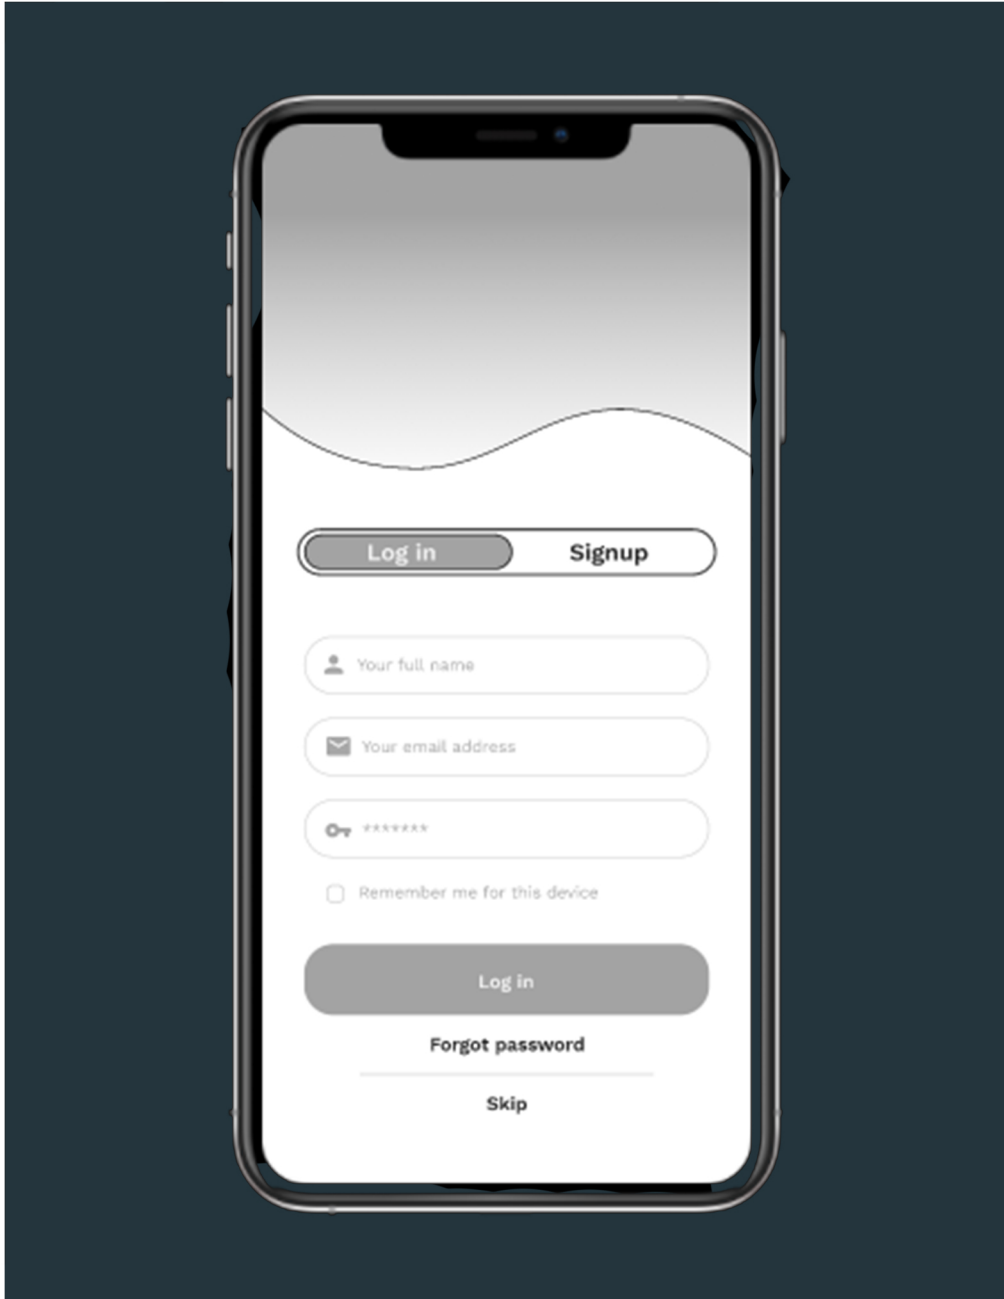 Log in Signup
Your full name
Your email address
*******
Remember me for this device
Log in
Forgot password
Skip